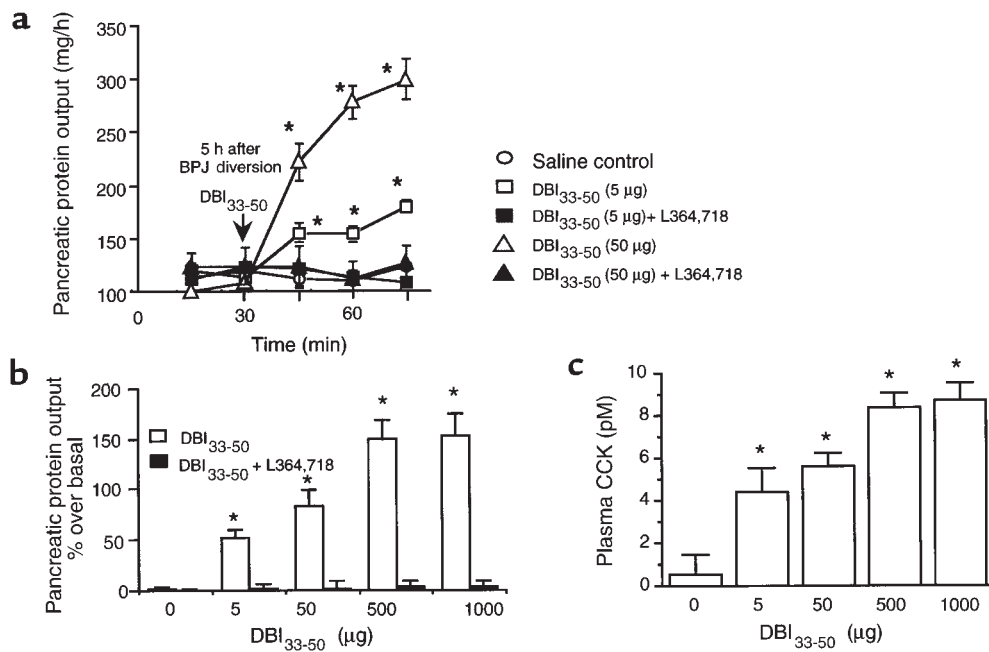 a
Pancreatic protein output (mg/h)
350
300
250
200
150
100
0
30
60
Time (min)
5 h after
BPJ diversion
DBI33-50
*
*
*
*
*
*
Saline control
DBI33-50 (5 µg)
DBI33-50 (5 µg)+ L364,718
DBI33-50 (50 µg)
DBI33-50 (50 µg) + L364,718
b
Pancreatic protein output
% over basal
200
150
100
50
0
DBI33-50
DBI33-50 + L364,718
*
*
*
*
0 5 50 500 1000
DBI33-50 (µg)
c
Plasma CCK (pM)
10
8
6
4
2
0
*
*
*
*
0 5 50 500 1000
DBI33-50 (µg)